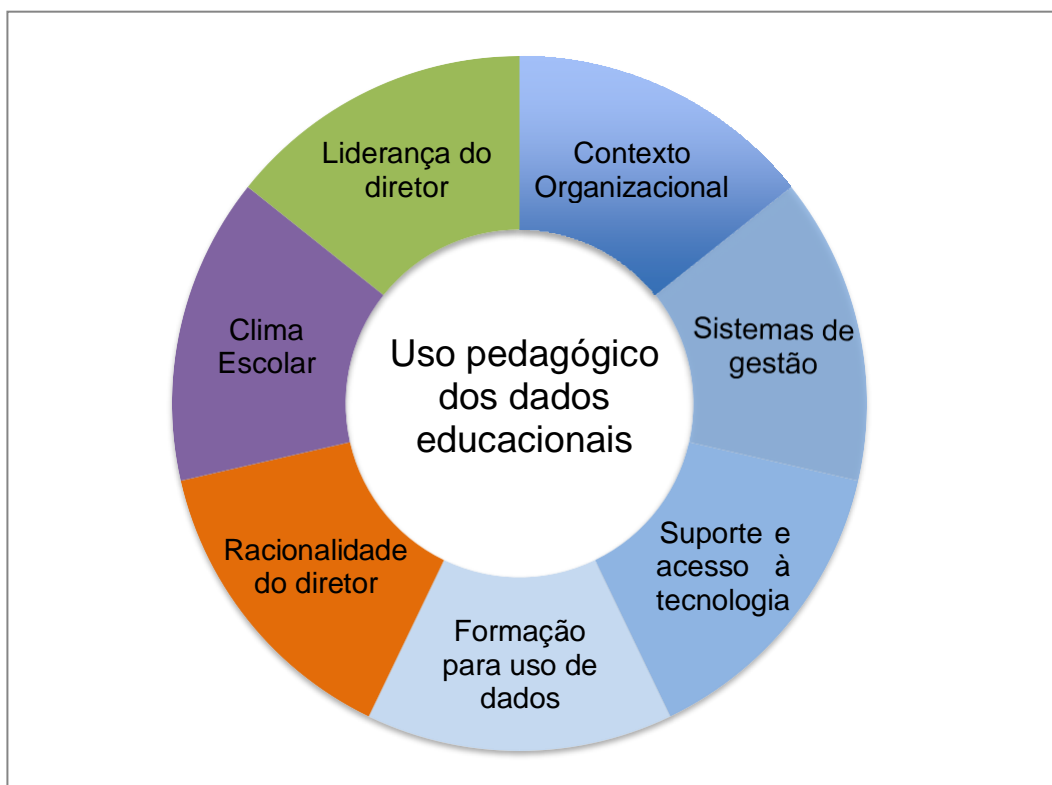 Liderança do
diretor
Contexto
Organizacional
Sistemas de
gestão
Suporte e
acesso à
tecnologia
Formação
para uso de
dados
Racionalidade
do diretor
Clima
Escolar
Uso pedagógico
dos dados
educacionais